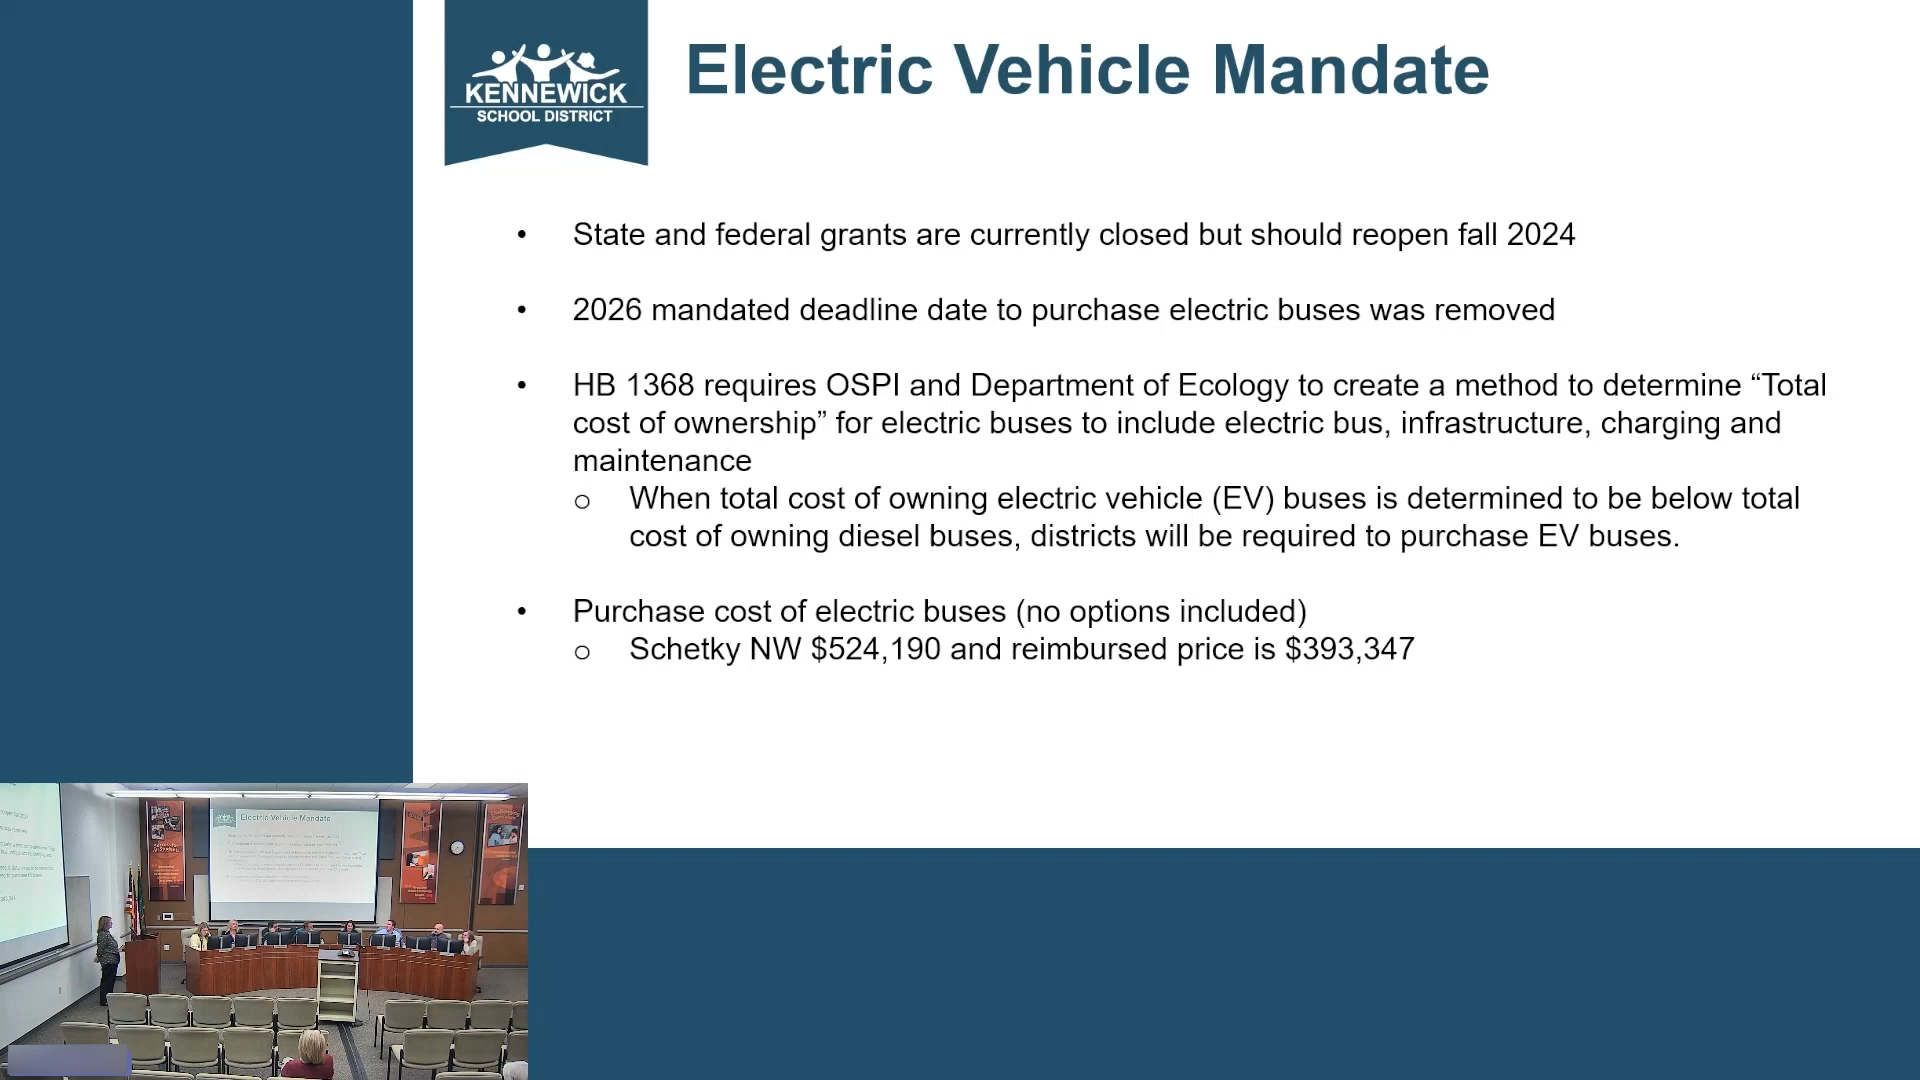 KENNEWICK
SCHOOL DISTRICT
Electric Vehicle Mandate
• State and federal grants are currently closed but should reopen fall 2024
• 2026 mandated deadline date to purchase electric buses was removed
• HB 1368 requires OSPI and Department of Ecology to create a method to determine “Total
cost of ownership” for electric buses to include electric bus, infrastructure, charging and
maintenance
o When total cost of owning electric vehicle (EV) buses is determined to be below total
cost of owning diesel buses, districts will be required to purchase EV buses.
• Purchase cost of electric buses (no options included)
o Schetky NW $524,190 and reimbursed price is $393,347
Electric Vehicle Mandate